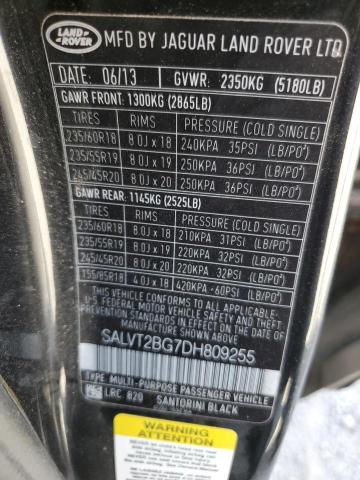 LAND ROVER
MFD BY JAGUAR LAND ROVER LTD
DATE: 06/13 GVWR: 2350KG (5180LB)
GAWR FRONT: 1300KG (2865LB)
TIRES RIMS PRESSURE (COLD SINGLE)
235/60R18 8.0J x 18 240KPA 35PSI (LB/PO²)
235/55R19 8.0J x 19 250KPA 36PSI (LB/PO²)
245/45R20 8.0J x 20 250KPA 36PSI (LB/PO²)
GAWR REAR: 1145KG (2525LB)
TIRES RIMS PRESSURE (COLD SINGLE)
235/60R18 8.0J x 18 210KPA 31PSI (LB/PO²)
235/55R19 8.0J x 19 220KPA 32PSI (LB/PO²)
245/45R20 8.0J x 20 220KPA 32PSI (LB/PO²)
155/85R18 4.0J x 18 420KPA -60PSI (LB/PO²)
THIS VEHICLE CONFORMS TO ALL APPLICABLE
U.S. FEDERAL MOTOR VEHICLE SAFETY AND
THEFT PREVENTION STANDARDS IN EFFECT ON THE
DATE OF MANUFACTURE SHOWN ABOVE
SALVT2BG7DH809255
TYPE: MULTI-PURPOSE PASSENGER VEHICLE
LRC 820 SANTORINI BLACK
WARNING ATTENTION